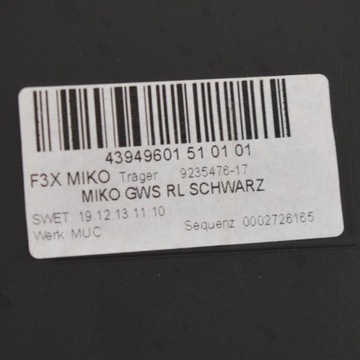 43949601 51 01 01
F3X MIKO Träger 9235476-17
MIKO GWS RL SCHWARZ
SWET 19.12.13 11:10
Werk: MUC Sequenz 0002726165